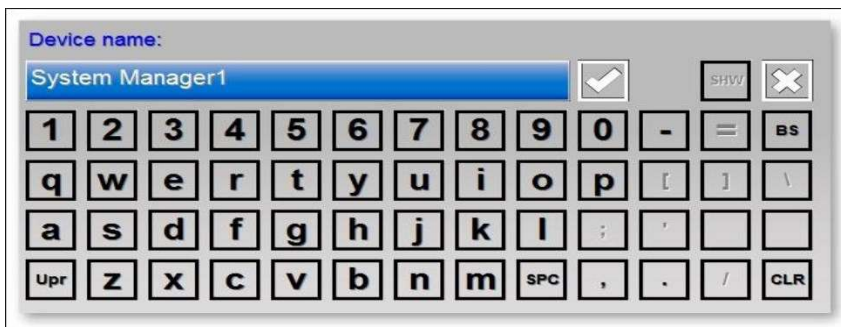 Device name:
System Manager1
SHW
1 2 3 4 5 6 7 8 9 0 - = BS
q w e r t y u i o p [ ] \
a s d f g h j k l ; '
Upr z x c v b n m SPC , . / CLR